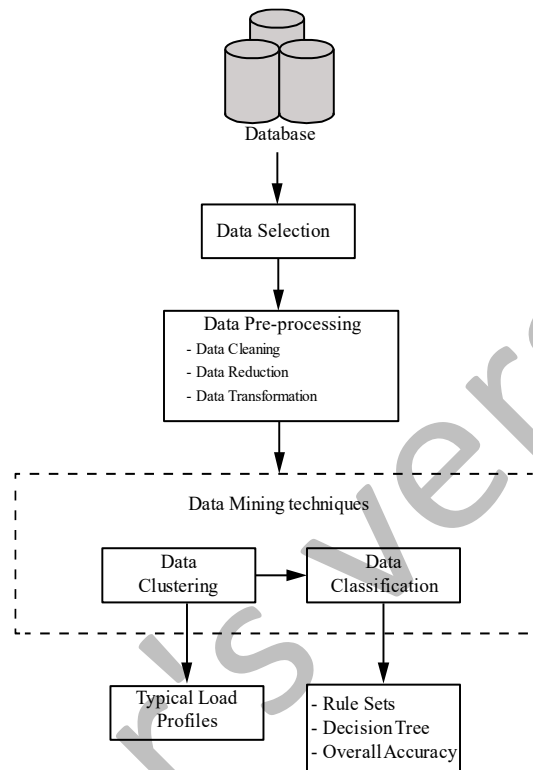 Database
Data Selection
Data Pre-processing
- Data Cleaning
- Data Reduction
- Data Transformation
Data Mining techniques
Data
Clustering
Data
Classification
Typical Load
Profiles
- Rule Sets
- Decision Tree
- Overall Accuracy
r's vers